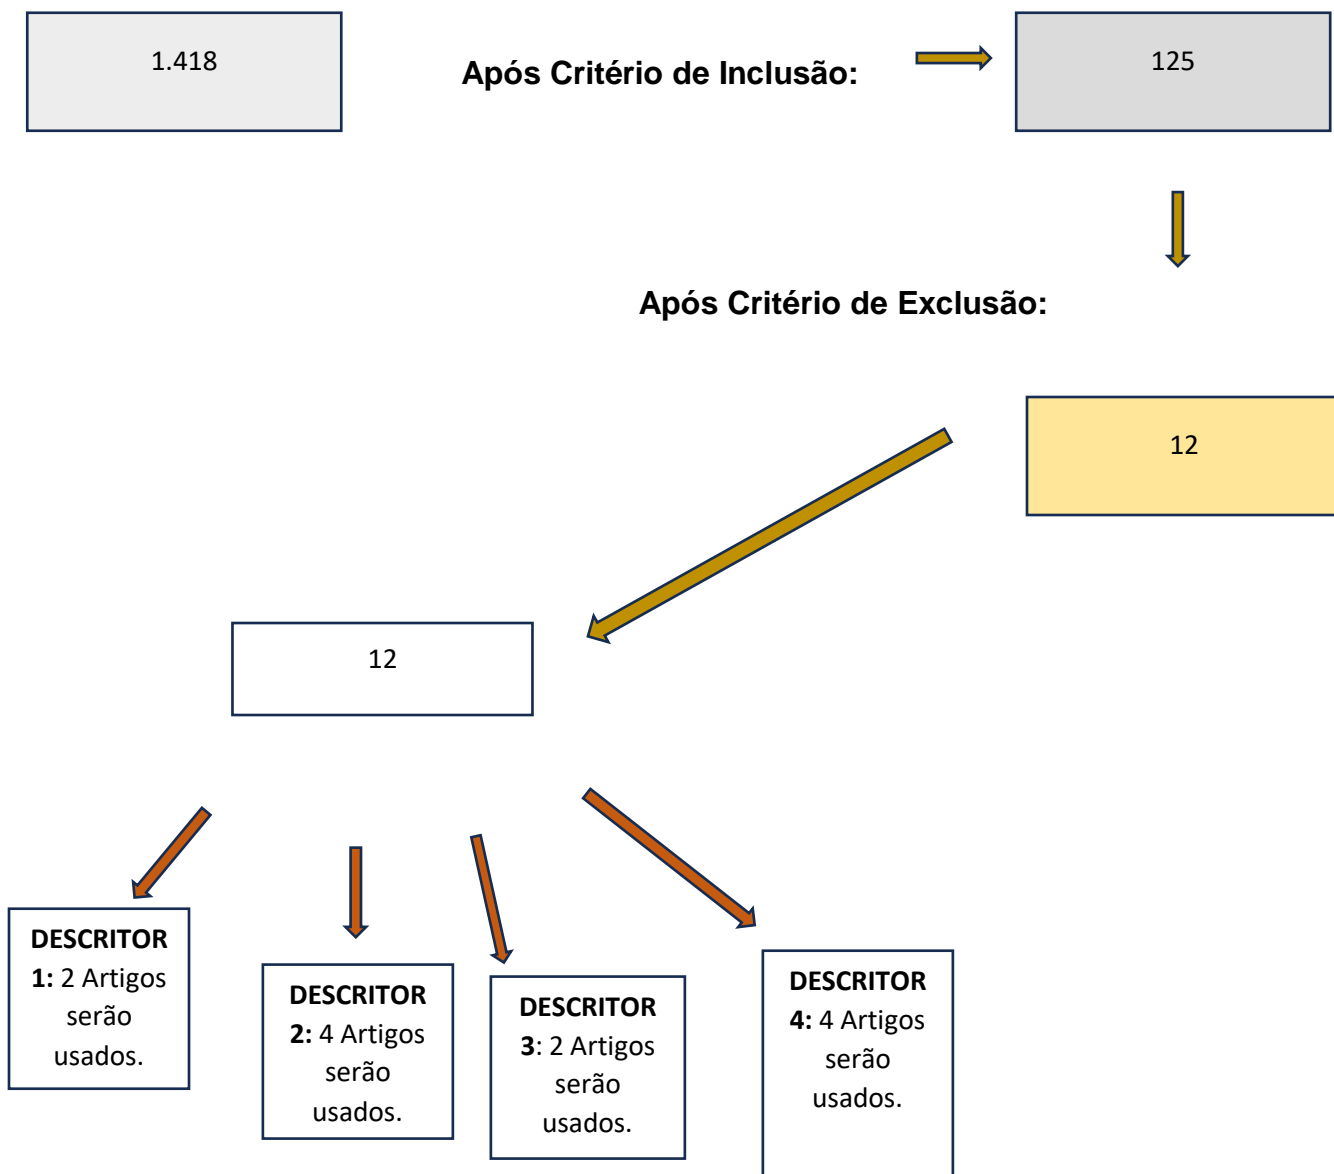 1.418
Após Critério de Inclusão:
125
Após Critério de Exclusão:
12
12
DESCRITOR
1: 2 Artigos
serão
usados.
DESCRITOR
2: 4 Artigos
serão
usados.
DESCRITOR
3: 2 Artigos
serão
usados.
DESCRITOR
4: 4 Artigos
serão
usados.